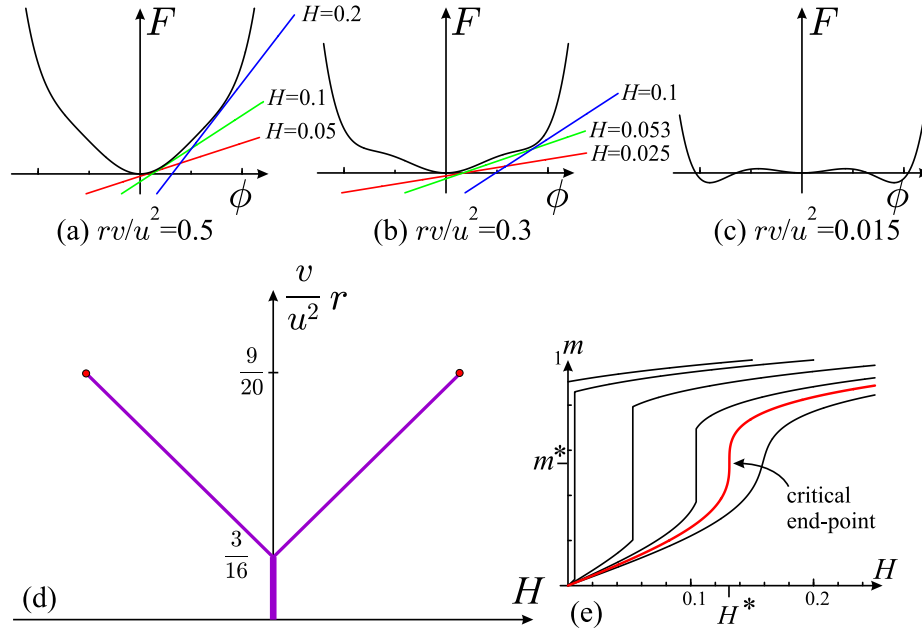 F
H=0.2
H=0.1
H=0.05
ϕ
(a) rv/u²=0.5
F
H=0.1
H=0.053
H=0.025
ϕ
(b) rv/u²=0.3
F
ϕ
(c) rv/u²=0.015
v/u² r
9/20
3/16
(d)
H
1
m
m*
critical
end-point
0.1
0.2
H
H*
(e)